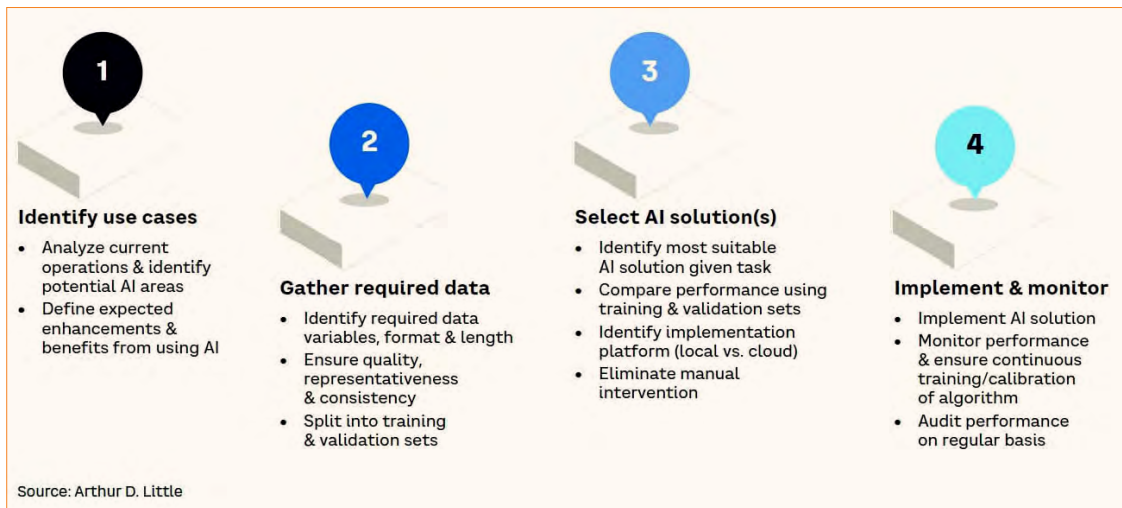 1
Identify use cases
• Analyze current
operations & identify
potential AI areas
• Define expected
enhancements &
benefits from using AI
2
Gather required data
• Identify required data
variables, format & length
• Ensure quality,
representativeness
& consistency
• Split into training
& validation sets
3
Select AI solution(s)
• Identify most suitable
AI solution given task
• Compare performance using
training & validation sets
• Identify implementation
platform (local vs. cloud)
• Eliminate manual
intervention
4
Implement & monitor
• Implement AI solution
• Monitor performance
& ensure continuous
training/calibration
of algorithm
• Audit performance
on regular basis
Source: Arthur D. Little